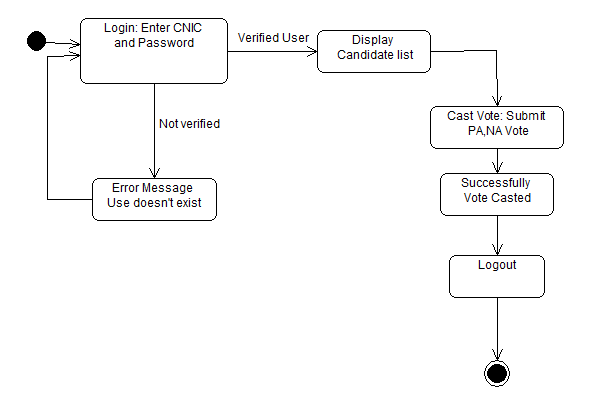 Login: Enter CNIC
and Password
Verified User
Display
Candidate list
Not verified
Cast Vote: Submit
PA,NA Vote
Error Message
Use doesn't exist
Successfully
Vote Casted
Logout